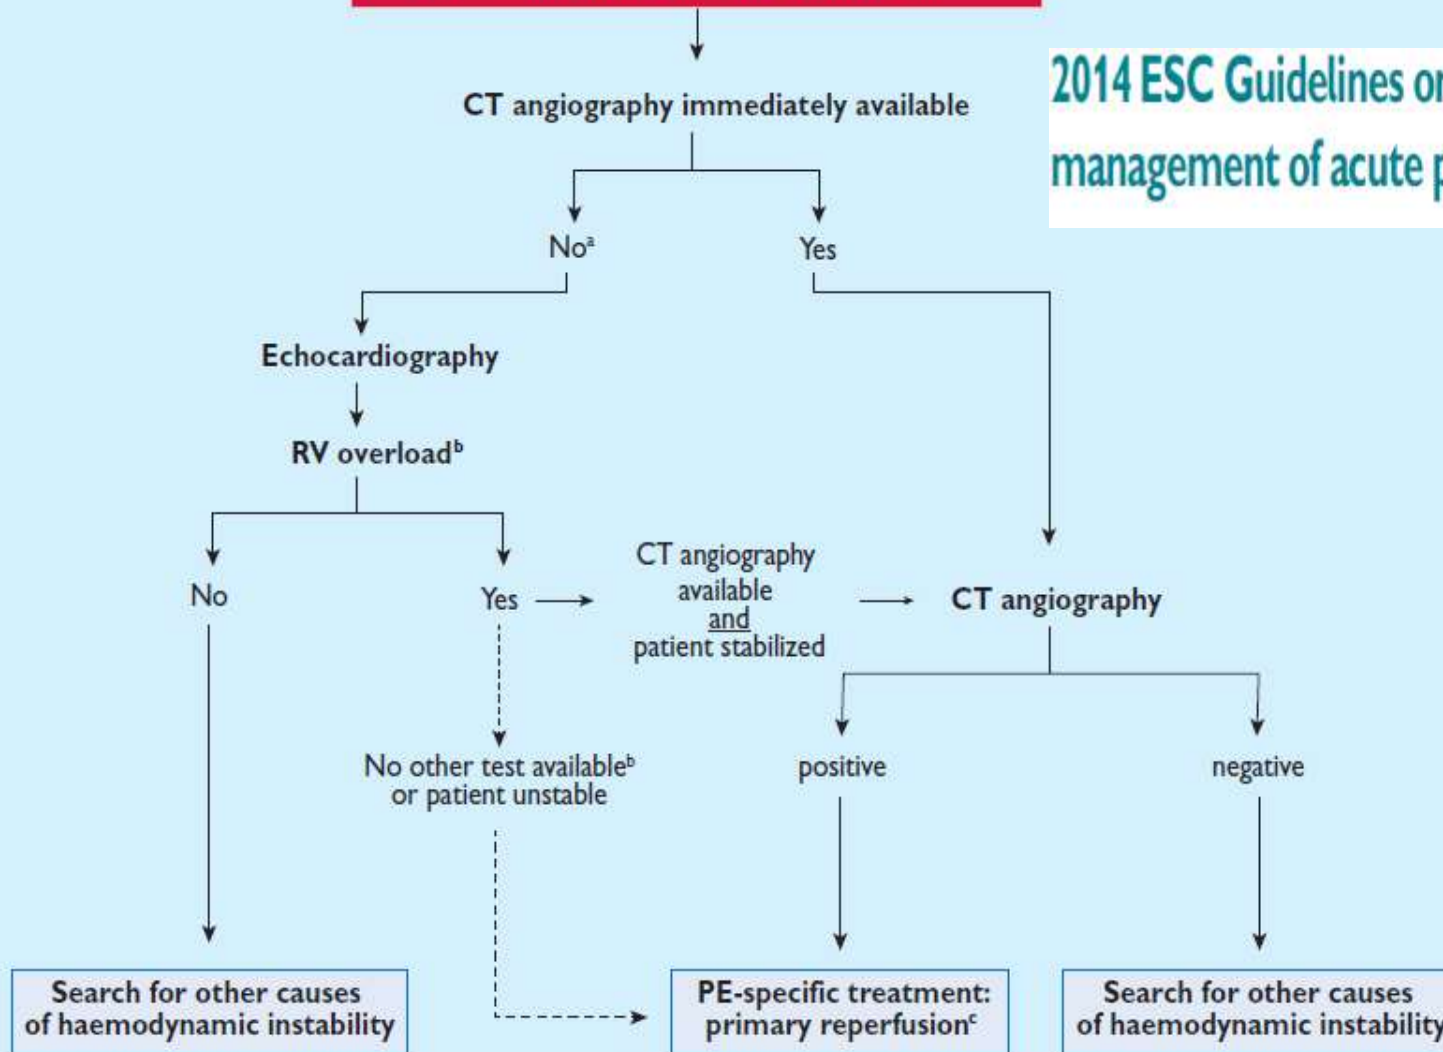 CT angiography immediately available
2014 ESC Guidelines
management of acute
Noᵃ
Yes
Echocardiography
RV overloadᵇ
No
Yes
CT angiography
available
and
patient stabilized
CT angiography
No other test availableᵇ
or patient unstable
positive
negative
Search for other causes
of haemodynamic instability
PE-specific treatment:
primary reperfusionᶜ
Search for other causes
of haemodynamic instability